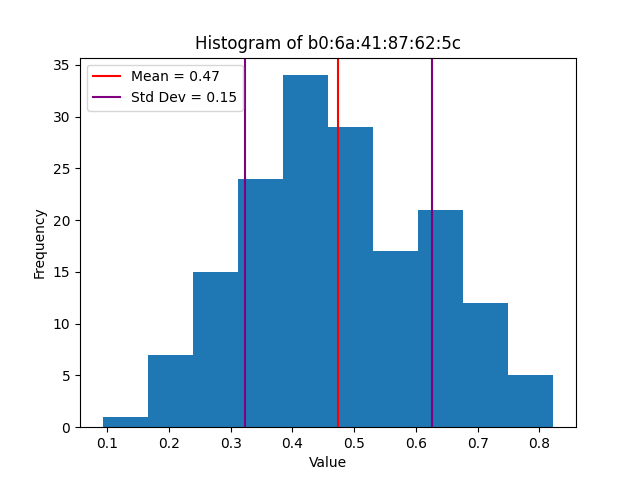 Histogram of b0:6a:41:87:62:5c
Mean = 0.47
Std Dev = 0.15
35
30
25
20
15
10
5
0
Frequency
0.1 0.2 0.3 0.4 0.5 0.6 0.7 0.8
Value